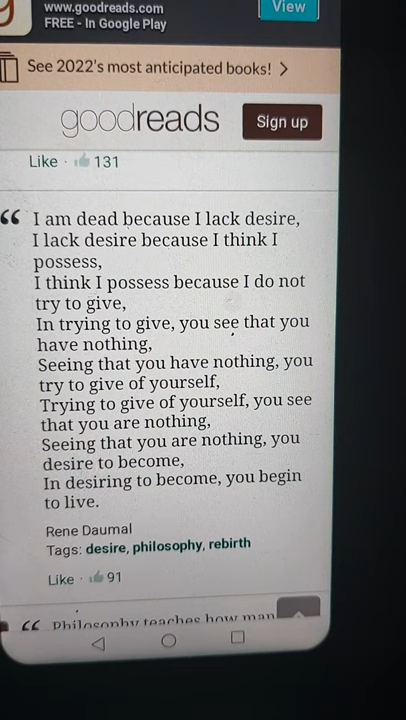 www.goodreads.com
FREE - In Google Play
View
See 2022's most anticipated books! >
goodreads
Sign up
Like · 131
“ I am dead because I lack desire,
I lack desire because I think I
possess,
I think I possess because I do not
try to give,
In trying to give, you see that you
have nothing,
Seeing that you have nothing, you
try to give of yourself,
Trying to give of yourself, you see
that you are nothing,
Seeing that you are nothing, you
desire to become,
In desiring to become, you begin
to live.
Rene Daumal
Tags: desire, philosophy, rebirth
Like · 91
“ Philosophy teaches how man